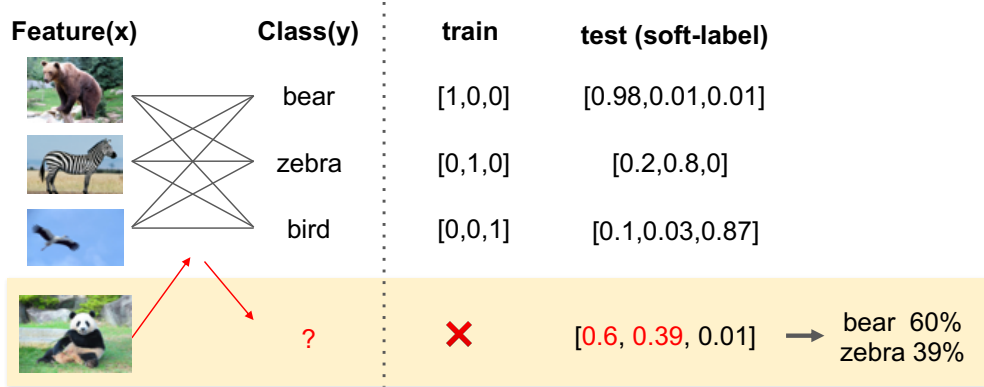 Feature(x) Class(y) train test (soft-label)
bear [1,0,0] [0.98,0.01,0.01]
zebra [0,1,0] [0.2,0.8,0]
bird [0,0,1] [0.1,0.03,0.87]
? [0.6, 0.39, 0.01] bear 60%
zebra 39%